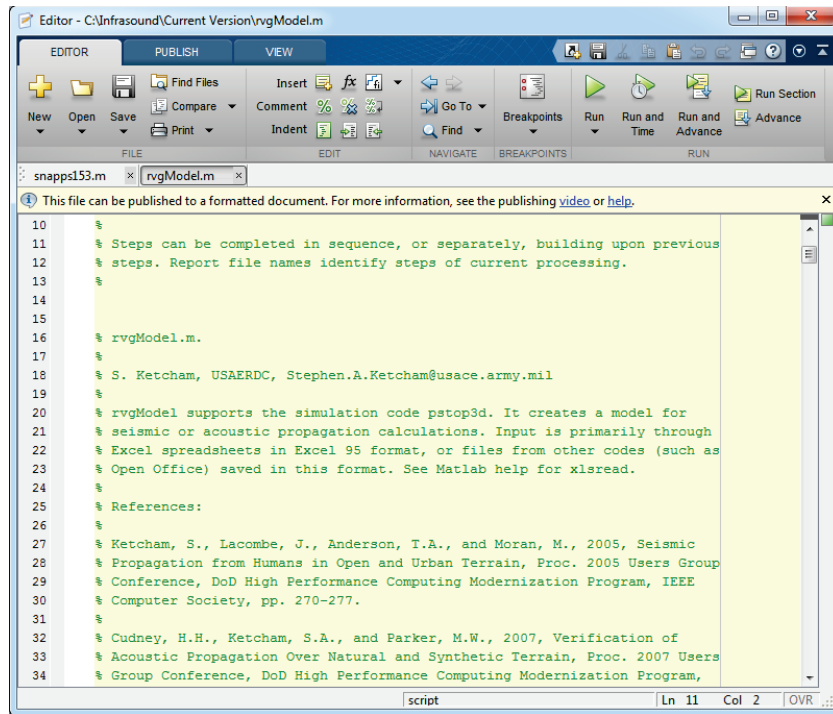 Editor - C:\Infrasound\Current Version\rvgModel.m
EDITOR PUBLISH VIEW
New Open Save Find Files Compare Print
Insert fx Comment Indent
Go To Find
Breakpoints
Run Run and Time Run and Advance Run Section Advance
FILE EDIT NAVIGATE BREAKPOINTS RUN
snapps153.m × rvgModel.m ×
This file can be published to a formatted document. For more information, see the publishing video or help.
10 %
11 % Steps can be completed in sequence, or separately, building upon previous
12 % steps. Report file names identify steps of current processing.
13 %
14
15
16 % rvgModel.m.
17 %
18 % S. Ketcham, USAERDC, Stephen.A.Ketcham@usace.army.mil
19 %
20 % rvgModel supports the simulation code pstop3d. It creates a model for
21 % seismic or acoustic propagation calculations. Input is primarily through
22 % Excel spreadsheets in Excel 95 format, or files from other codes (such as
23 % Open Office) saved in this format. See Matlab help for xlsread.
24 %
25 % References:
26 %
27 % Ketcham, S., Lacombe, J., Anderson, T.A., and Moran, M., 2005, Seismic
28 % Propagation from Humans in Open and Urban Terrain, Proc. 2005 Users Group
29 % Conference, DoD High Performance Computing Modernization Program, IEEE
30 % Computer Society, pp. 270-277.
31 %
32 % Cudney, H.H., Ketcham, S.A., and Parker, M.W., 2007, Verification of
33 % Acoustic Propagation Over Natural and Synthetic Terrain, Proc. 2007 Users
34 % Group Conference, DoD High Performance Computing Modernization Program,
script Ln 11 Col 2 OVR